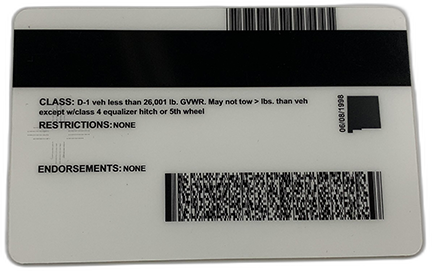 CLASS: D-1 veh less than 26,001 lb. GVWR. May not tow > lbs. than veh
except w/class 4 equalizer hitch or 5th wheel
RESTRICTIONS: NONE
06/08/1998
ENDORSEMENTS: NONE